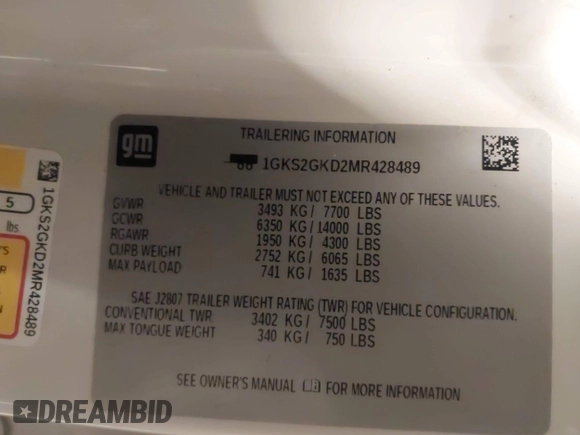 gm
TRAILERING INFORMATION
1GKS2GKD2MR428489
VEHICLE AND TRAILER MUST NOT EXCEED ANY OF THESE VALUES.
GVWR 3493 KG / 7700 LBS
GCWR 6350 KG / 14000 LBS
RGAWR 1950 KG / 4300 LBS
CURB WEIGHT 2752 KG / 6065 LBS
MAX PAYLOAD 741 KG / 1635 LBS
SAE J2807 TRAILER WEIGHT RATING (TWR) FOR VEHICLE CONFIGURATION.
CONVENTIONAL TWR 3402 KG / 7500 LBS
MAX TONGUE WEIGHT 340 KG / 750 LBS
SEE OWNER'S MANUAL FOR MORE INFORMATION
5
lbs.
1GKS2GKD2MR428489
DREAMBID